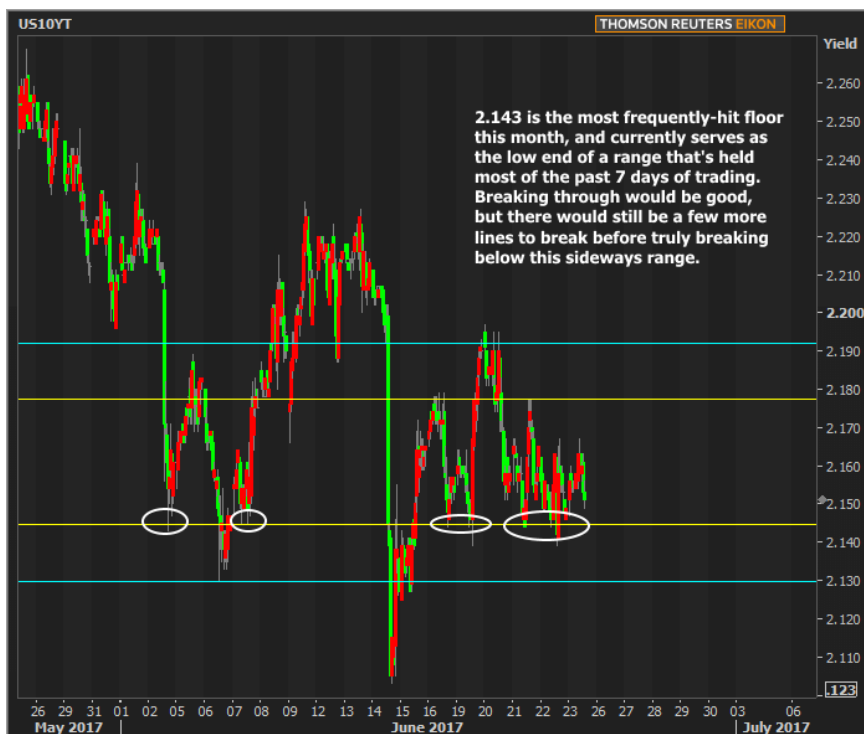 US10YT
THOMSON REUTERS EIKON
Yield
2.143 is the most frequently-hit floor
this month, and currently serves as
the low end of a range that's held
most of the past 7 days of trading.
Breaking through would be good,
but there would still be a few more
lines to break before truly breaking
below this sideways range.
2.260
2.250
2.240
2.230
2.220
2.210
2.200
2.190
2.180
2.170
2.160
2.150
2.140
2.130
2.120
2.110
.123
26 29 31 01 02 05 06 07 08 09 12 13 14 15 16 19 20 21 22 23 26 28 30 03 06
May 2017 June 2017 July 2017